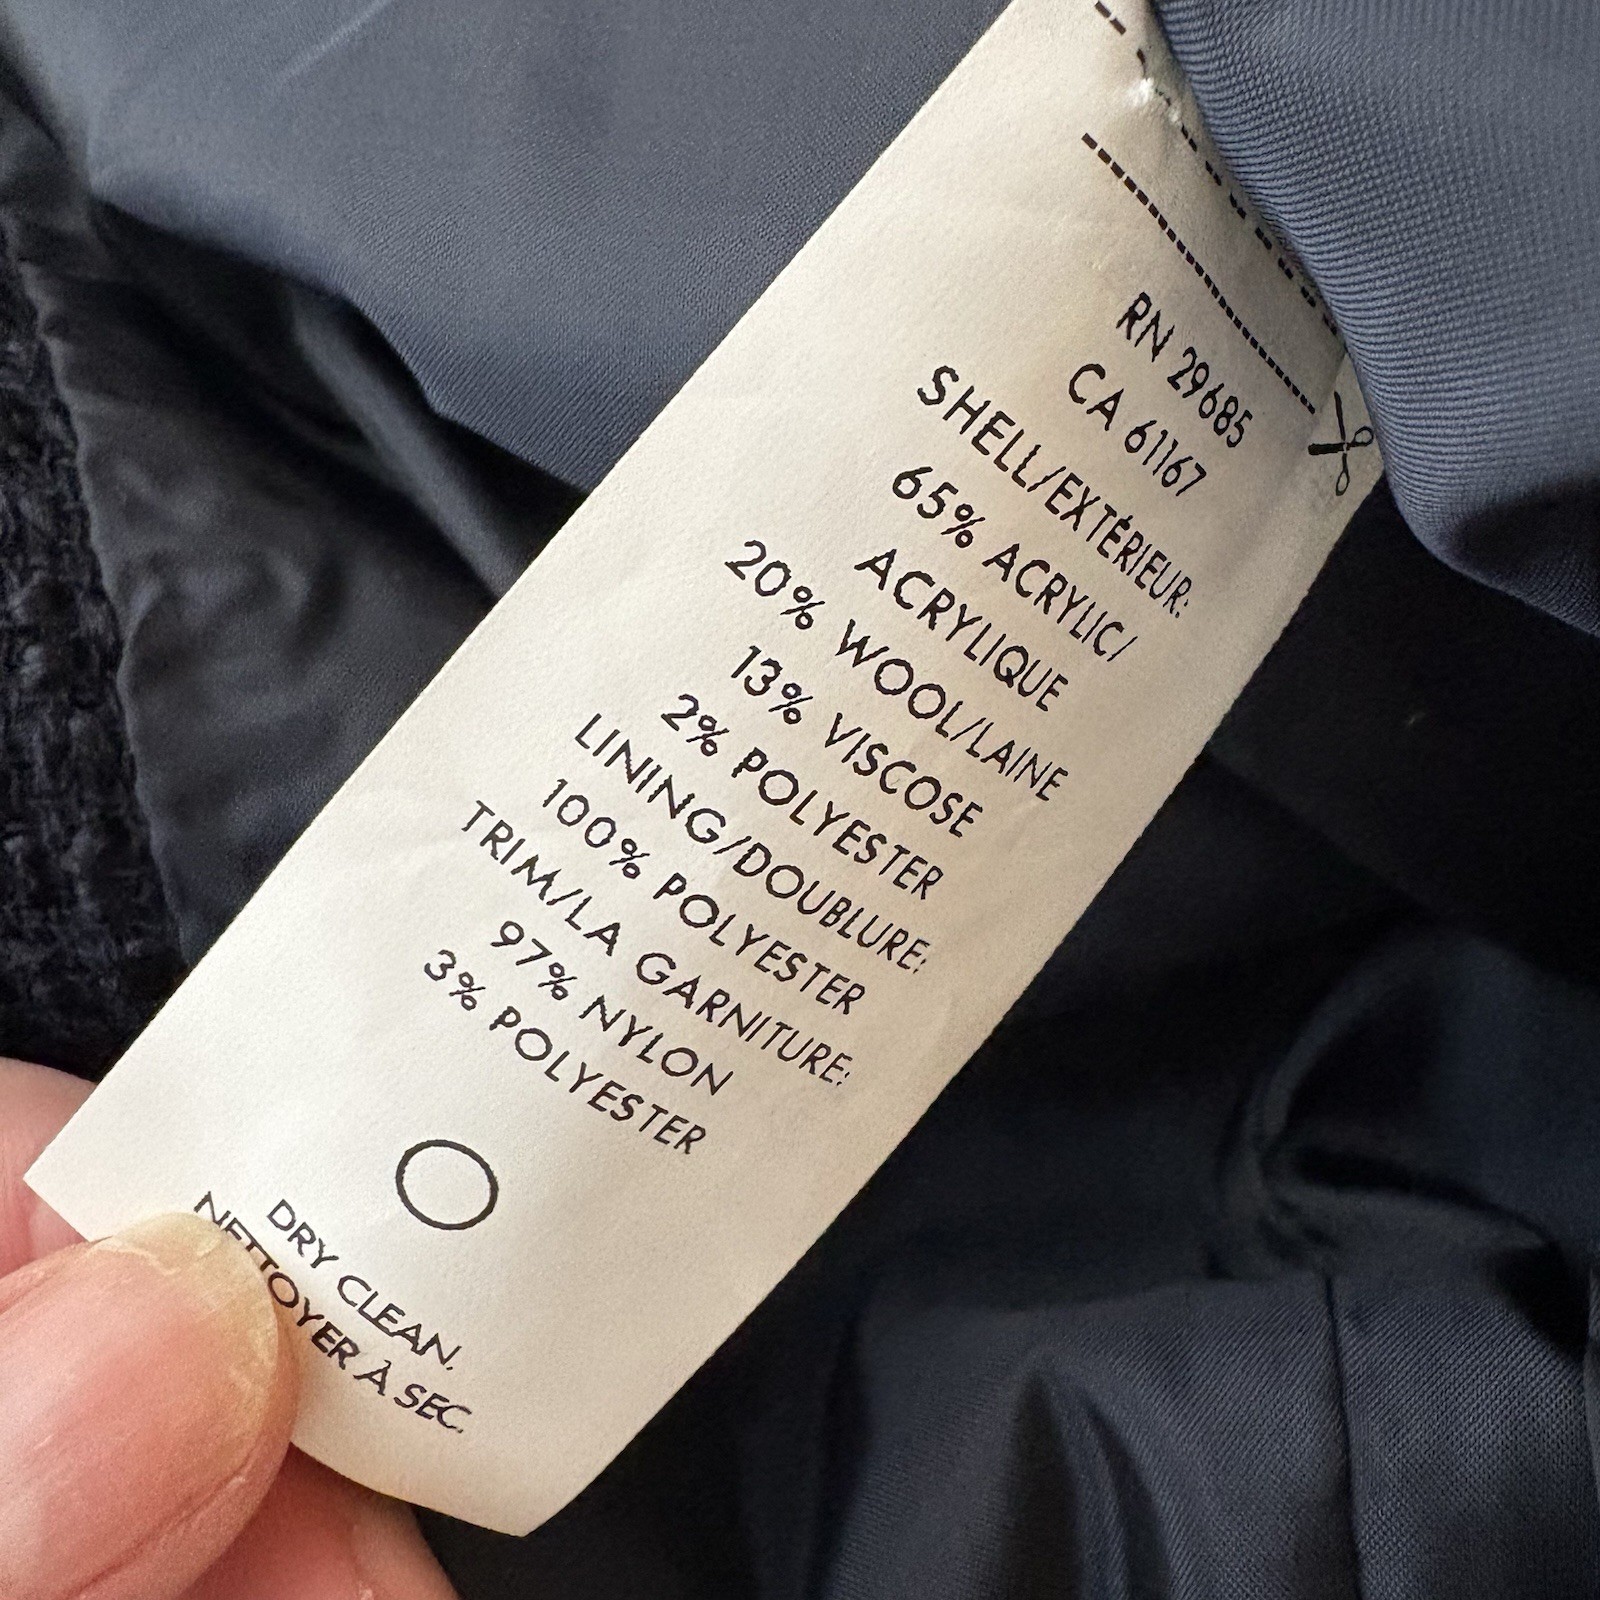 RN 29685
CA 61167
SHELL/EXTÉRIEUR:
65% ACRYLIC/
ACRYLIQUE
20% WOOL/LAINE
13% VISCOSE
2% POLYESTER
LINING/DOUBLURE:
100% POLYESTER
TRIM/LA GARNITURE:
97% NYLON
3% POLYESTER
DRY CLEAN.
NETTOYER À SEC.